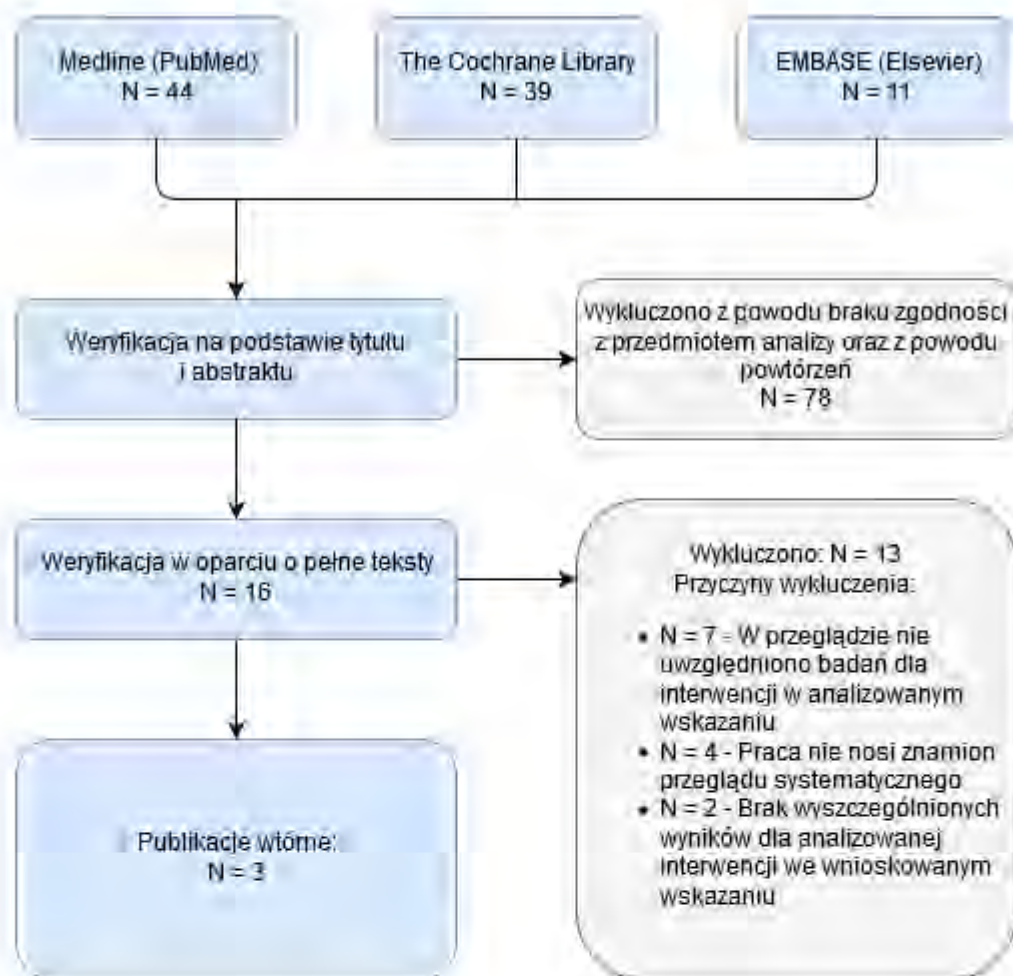 Medline (PubMed)
N = 44
The Cochrane Library
N = 39
EMBASE (Elsevier)
N = 11
Weryfikacja na podstawie tytułu
i abstraktu
Wykluczono z powodu braku zgodności
z przedmiotem analizy oraz z powodu
powtórzeń
N = 78
Weryfikacja w oparciu o pełne teksty
N = 16
Wykluczono: N = 13
Przyczyny wykluczenia:
• N = 7 - W przeglądzie nie
uwzględniono badań dla
interwencji w analizowanym
wskazaniu
• N = 4 - Praca nie nosi znamion
przeglądu systematycznego
• N = 2 - Brak wyszczególnionych
wyników dla analizowanej
interwencji we wnioskowanym
wskazaniu
Publikacje wtórne:
N = 3